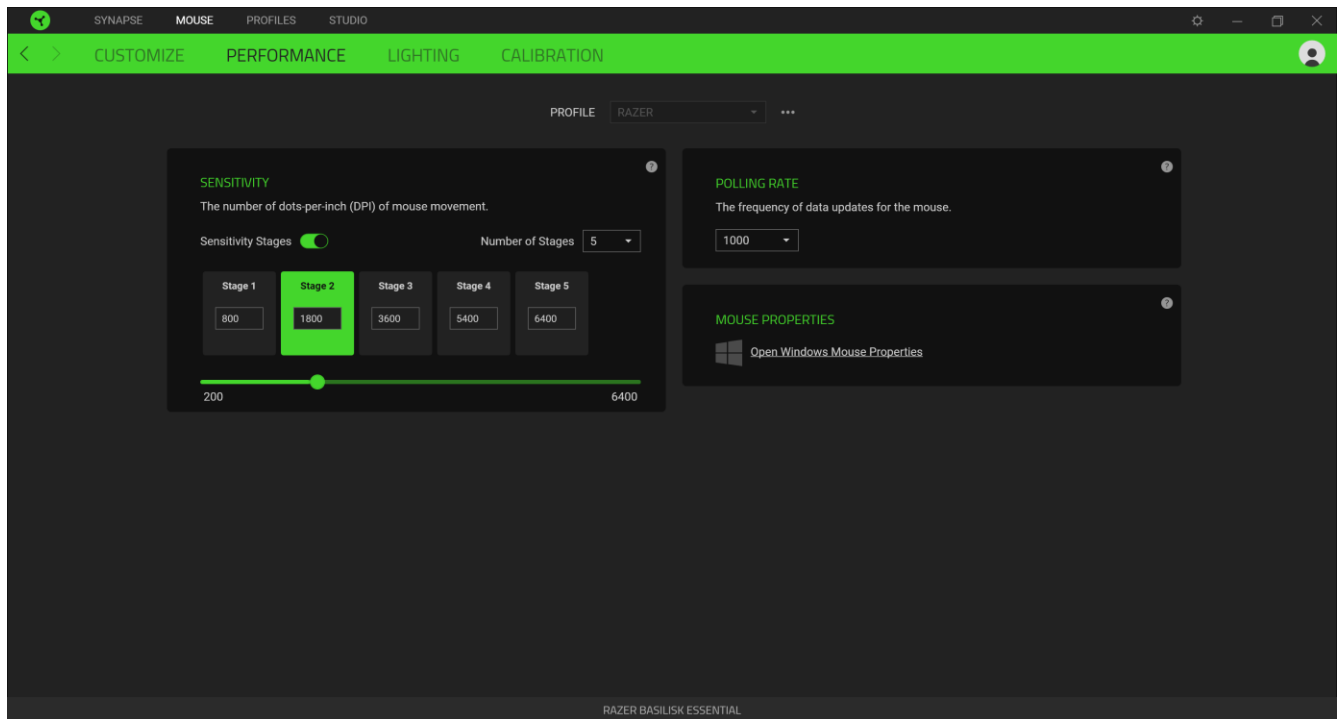 SYNAPSE MOUSE PROFILES STUDIO
CUSTOMIZE PERFORMANCE LIGHTING CALIBRATION
PROFILE RAZER
SENSITIVITY
The number of dots-per-inch (DPI) of mouse movement.
Sensitivity Stages Number of Stages 5
Stage 1 Stage 2 Stage 3 Stage 4 Stage 5
800 1800 3600 5400 6400
200 6400
POLLING RATE
The frequency of data updates for the mouse.
1000
MOUSE PROPERTIES
Open Windows Mouse Properties
RAZER BASILISK ESSENTIAL